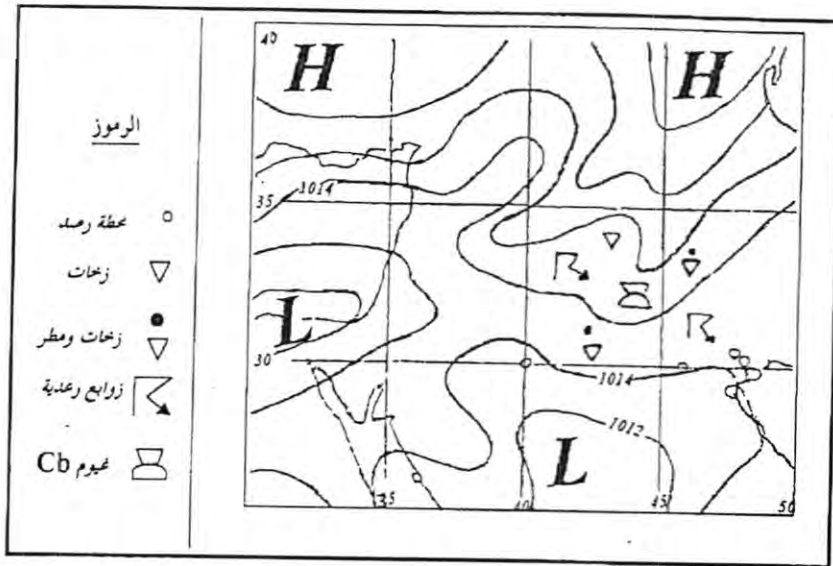 الرموز
محطة رصد
زخات
زخات ومطر
زوابع رعدية
غيوم Cb
40
H
H
35
1014
L
30
1014
1012
L
35
40
45
50